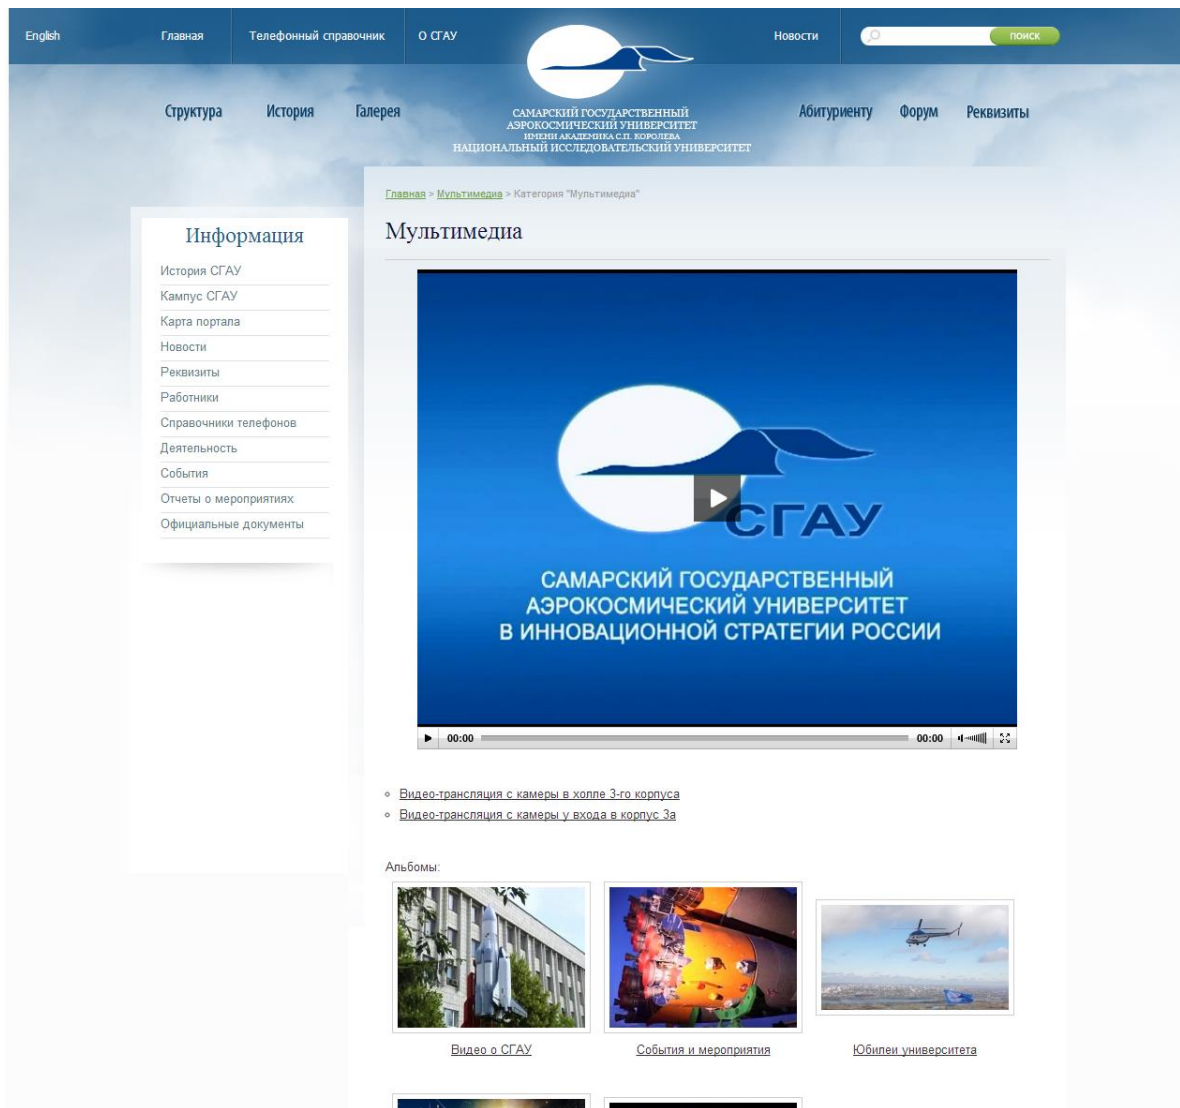 English
Главная
Телефонный справочник
О СГАУ
Новости
поиск
Структура
История
Галерея
САМАРСКИЙ ГОСУДАРСТВЕННЫЙ
АЭРОКОСМИЧЕСКИЙ УНИВЕРСИТЕТ
ИМЕНИ АКАДЕМИКА С.П. КОРОЛЕВА
НАЦИОНАЛЬНЫЙ ИССЛЕДОВАТЕЛЬСКИЙ УНИВЕРСИТЕТ
Абитуриенту
Форум
Реквизиты
Информация
История СГАУ
Кампус СГАУ
Карта портала
Новости
Реквизиты
Работники
Справочники телефонов
Деятельность
События
Отчеты о мероприятиях
Официальные документы
Главная > Мультимедиа > Категория "Мультимедиа"
Мультимедиа
СГАУ
САМАРСКИЙ ГОСУДАРСТВЕННЫЙ
АЭРОКОСМИЧЕСКИЙ УНИВЕРСИТЕТ
В ИННОВАЦИОННОЙ СТРАТЕГИИ РОССИИ
00:00
00:00
Видео-трансляция с камеры в холле 3-го корпуса
Видео-трансляция с камеры у входа в корпус 3а
Альбомы:
Видео о СГАУ
События и мероприятия
Юбилеи университета